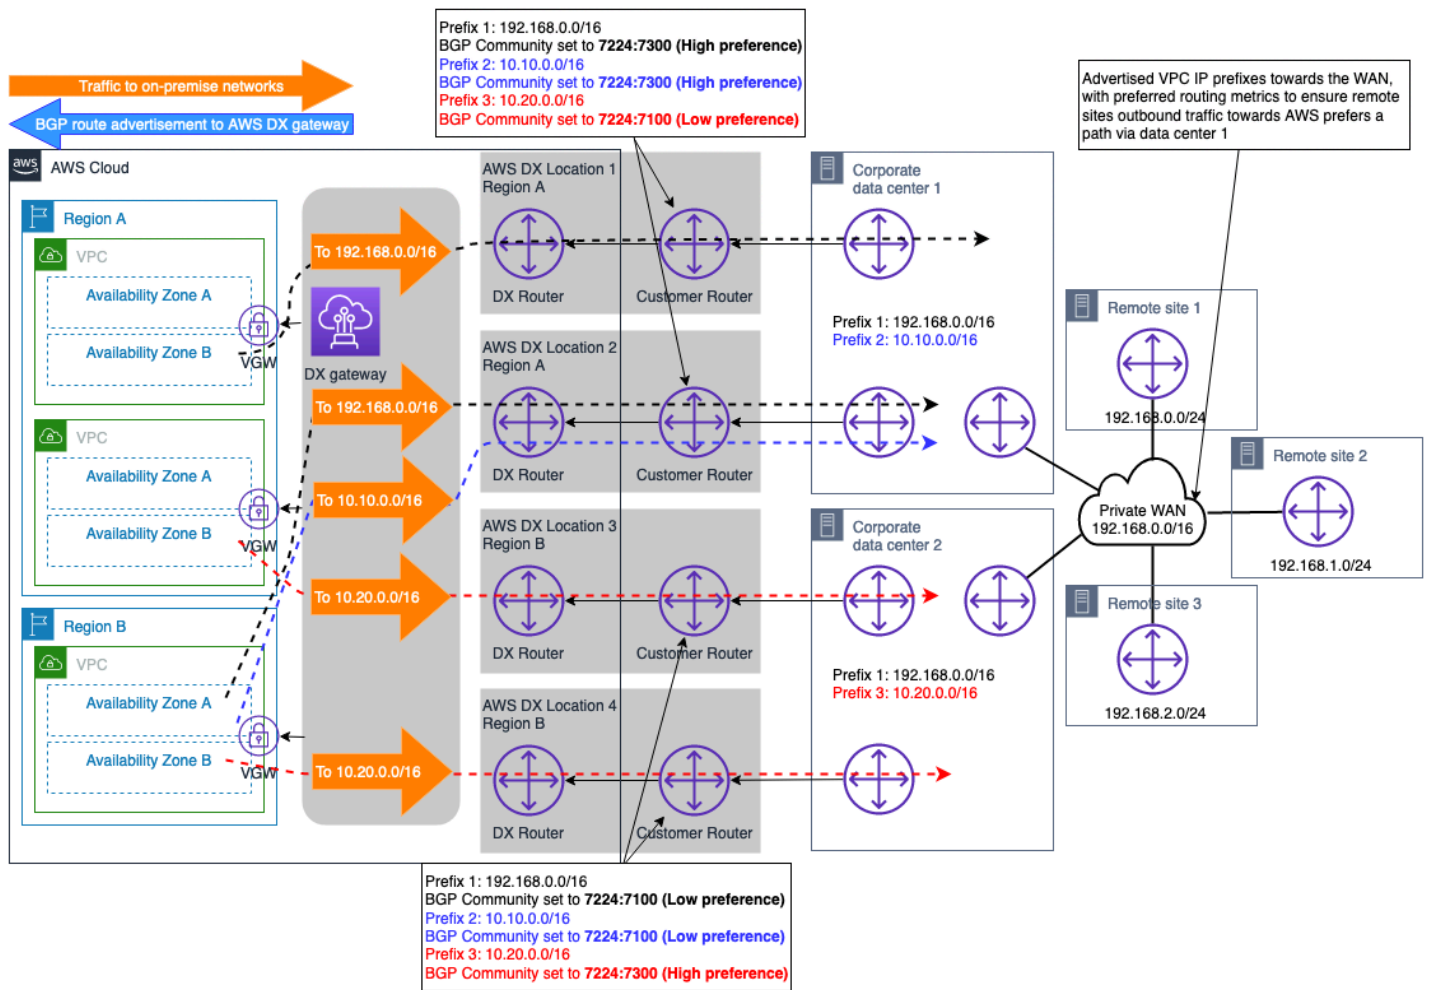 Prefix 1: 192.168.0.0/16
BGP Community set to 7224:7300 (High preference)
Prefix 2: 10.10.0.0/16
BGP Community set to 7224:7300 (High preference)
Prefix 3: 10.20.0.0/16
BGP Community set to 7224:7100 (Low preference)
Traffic to on-premise networks
BGP route advertisement to AWS DX gateway
Advertised VPC IP prefixes towards the WAN,
with preferred routing metrics to ensure remote
sites outbound traffic towards AWS prefers a
path via data center 1
aws
AWS Cloud
Region A
VPC
Availability Zone A
Availability Zone B
VGW
VPC
Availability Zone A
Availability Zone B
VGW
Region B
VPC
Availability Zone A
Availability Zone B
VGW
To 192.168.0.0/16
DX gateway
To 192.168.0.0/16
To 10.10.0.0/16
To 10.20.0.0/16
To 10.20.0.0/16
AWS DX Location 1
Region A
DX Router
Customer Router
AWS DX Location 2
Region A
DX Router
Customer Router
AWS DX Location 3
Region B
DX Router
Customer Router
AWS DX Location 4
Region B
DX Router
Customer Router
Corporate
data center 1
Prefix 1: 192.168.0.0/16
Prefix 2: 10.10.0.0/16
Corporate
data center 2
Prefix 1: 192.168.0.0/16
Prefix 3: 10.20.0.0/16
Remote site 1
192.168.0.0/24
Remote site 2
192.168.1.0/24
Private WAN
192.168.0.0/16
Remote site 3
192.168.2.0/24
Prefix 1: 192.168.0.0/16
BGP Community set to 7224:7100 (Low preference)
Prefix 2: 10.10.0.0/16
BGP Community set to 7224:7100 (Low preference)
Prefix 3: 10.20.0.0/16
BGP Community set to 7224:7300 (High preference)